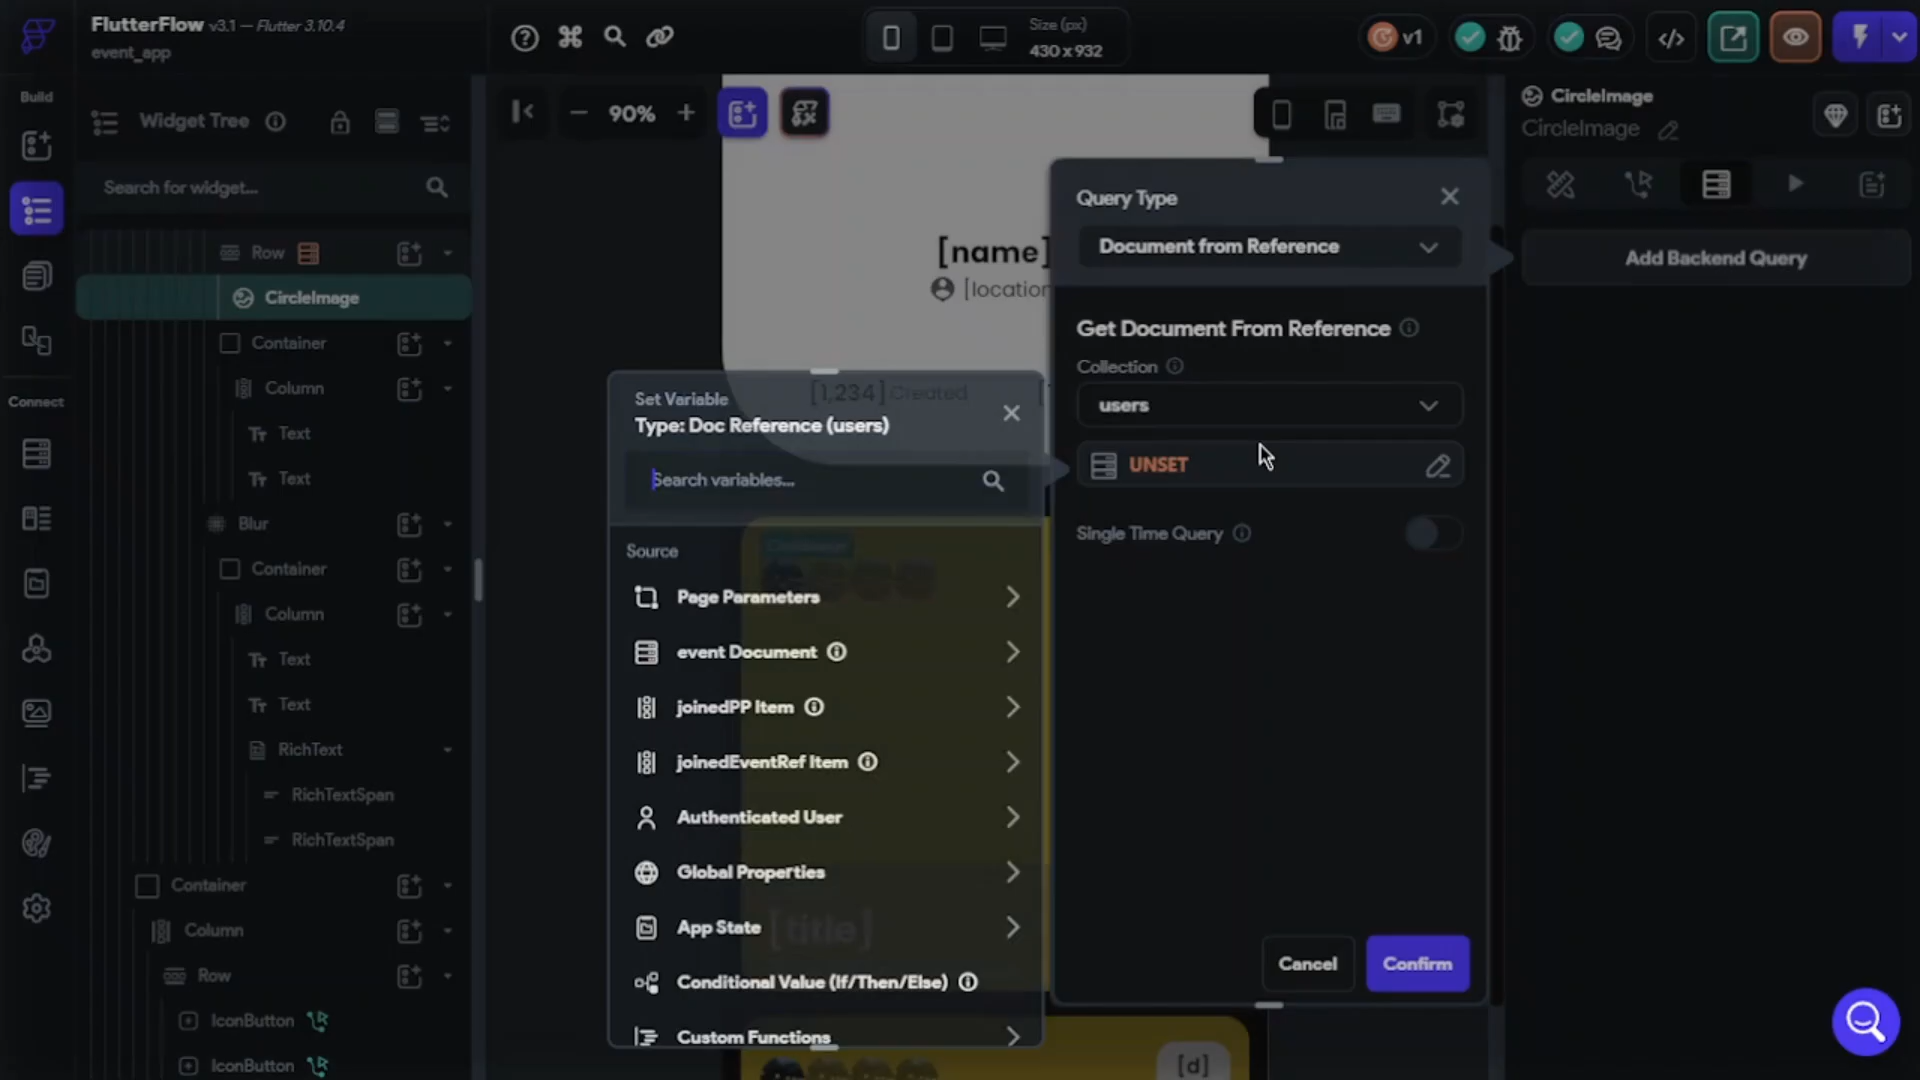 FlutterFlow v3.1 — Flutter 3.10.4
event_app
Size (px)
430 x 932
v1
Build
Widget Tree
Search for widget...
Row
CircleImage
Container
Column
Text
Text
Blur
Container
Column
Text
Text
RichText
RichTextSpan
RichTextSpan
Container
Column
Row
IconButton
IconButton
Connect
90%
[name]
[location
[1,234] Created
[title]
[d]
Set Variable
Type: Doc Reference (users)
Search variables...
Source
Page Parameters
event Document
joinedPP Item
joinedEventRef Item
Authenticated User
Global Properties
App State
Conditional Value (If/Then/Else)
Custom Functions
Query Type
Document from Reference
Get Document From Reference
Collection
users
UNSET
Single Time Query
Cancel
Confirm
CircleImage
CircleImage
Add Backend Query